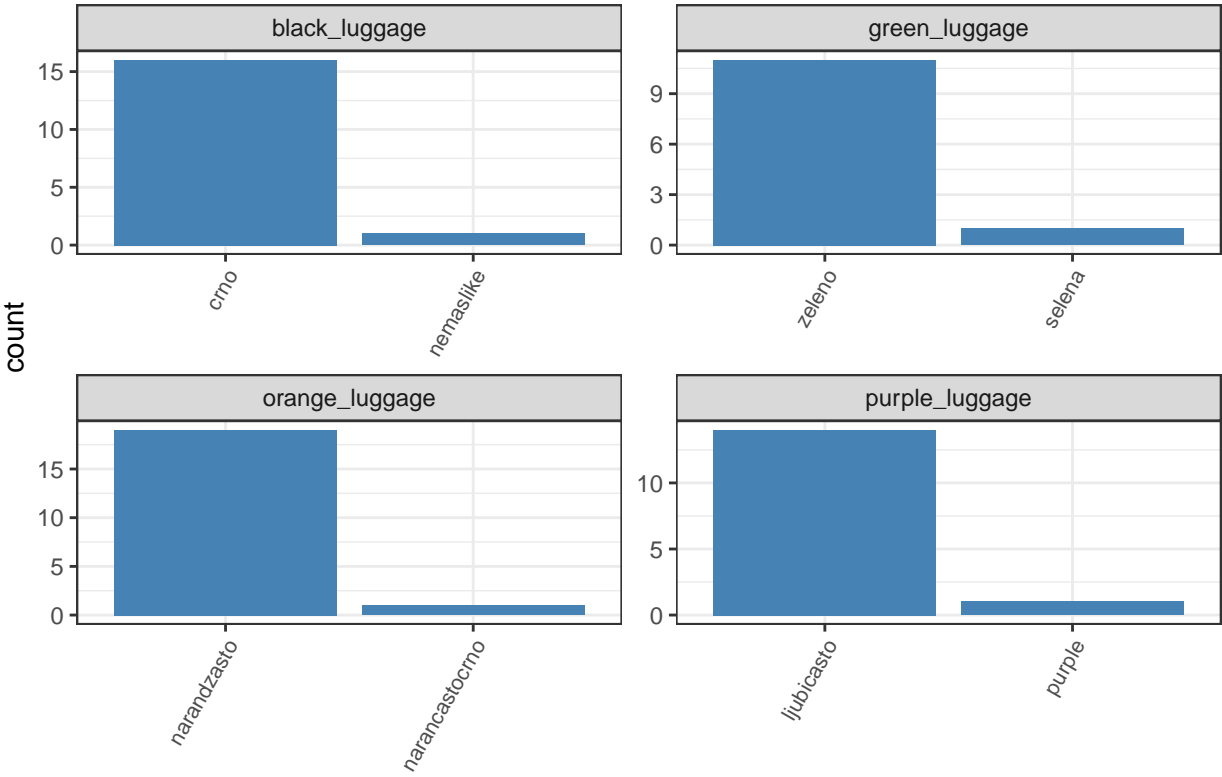 black_luggage
green_luggage
15
10
5
0
9
6
3
0
crno
nemaslike
zeleno
selena
count
orange_luggage
purple_luggage
15
10
5
0
10
5
0
narandzasto
narancastocrno
ljubicasto
purple